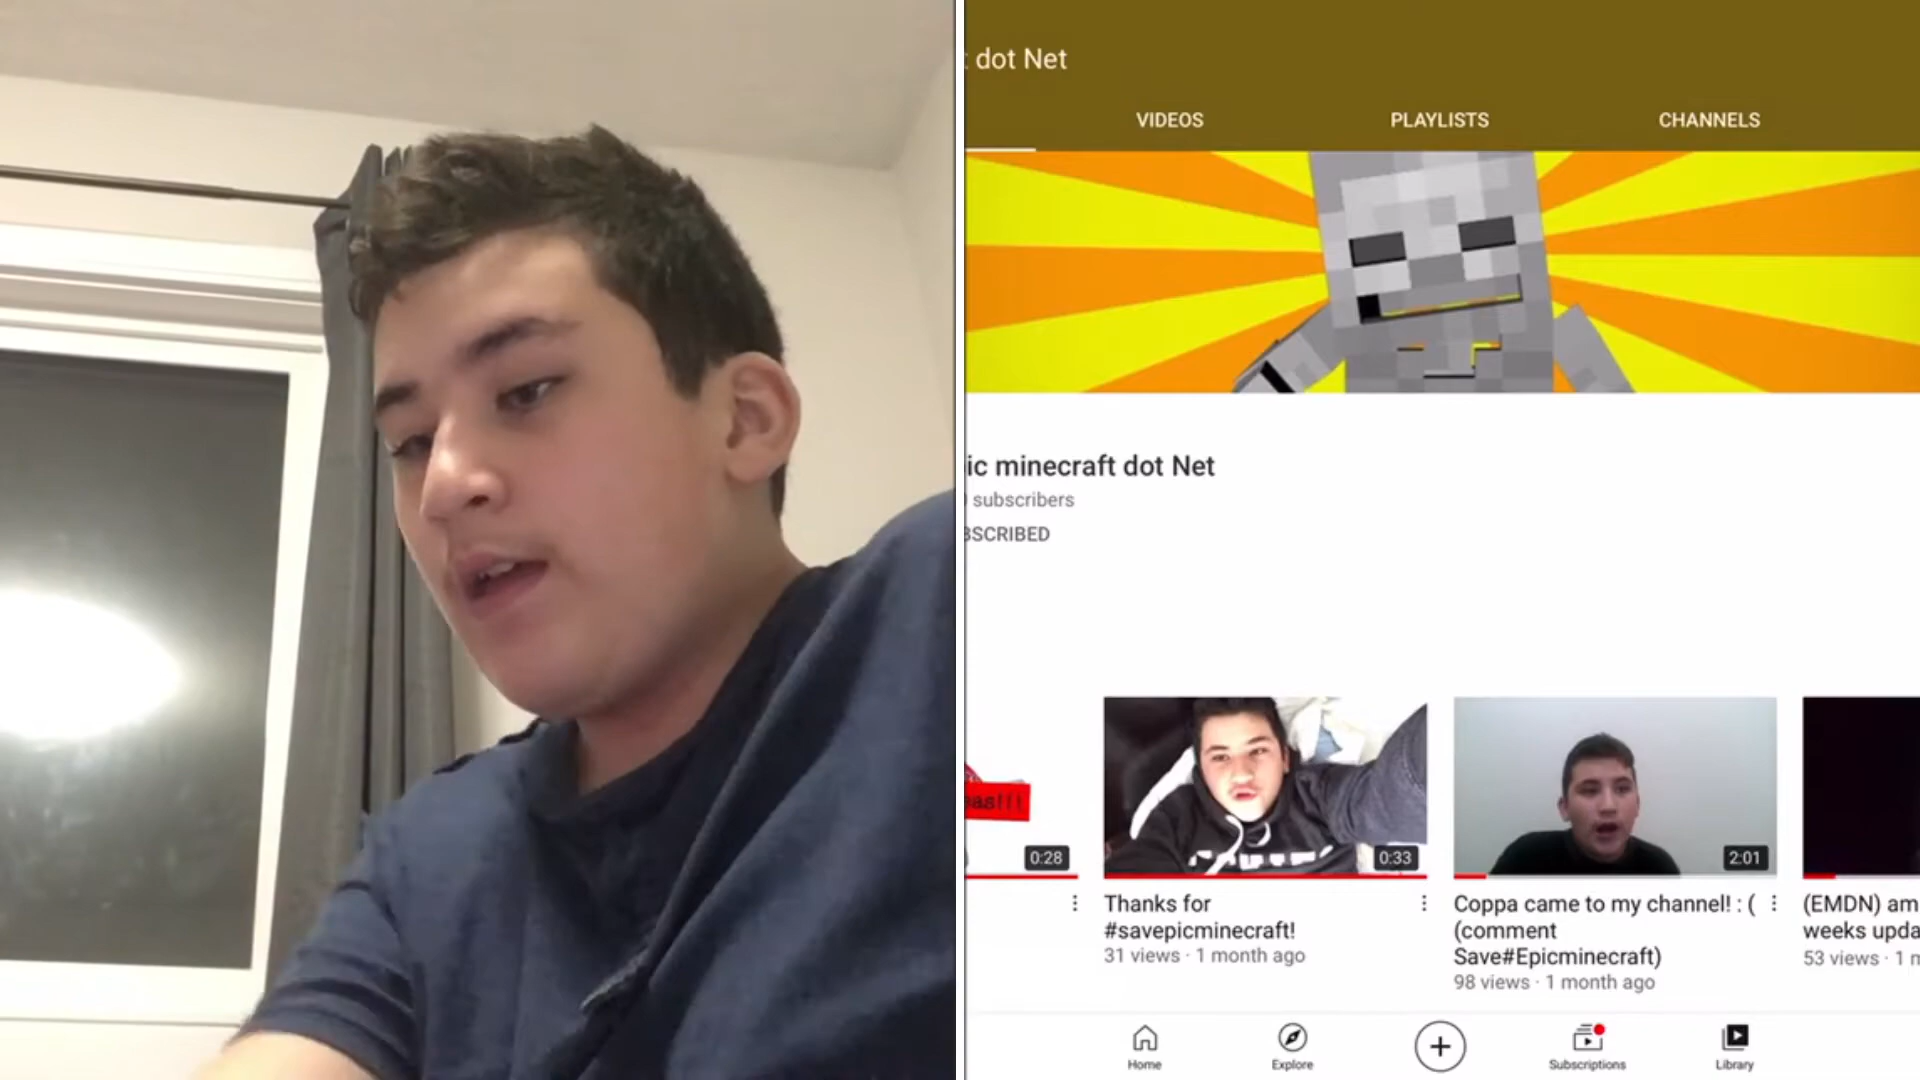 dot Net
VIDEOS
PLAYLISTS
CHANNELS
ic minecraft dot Net
subscribers
BSCRIBED
eas!!!
0:28
0:33
2:01
Thanks for
#savepicminecraft!
31 views · 1 month ago
Coppa came to my channel! : (
(comment
Save#Epicminecraft)
98 views · 1 month ago
(EMDN) am
weeks upda
53 views · 1 m
Home
Explore
Subscriptions
Library